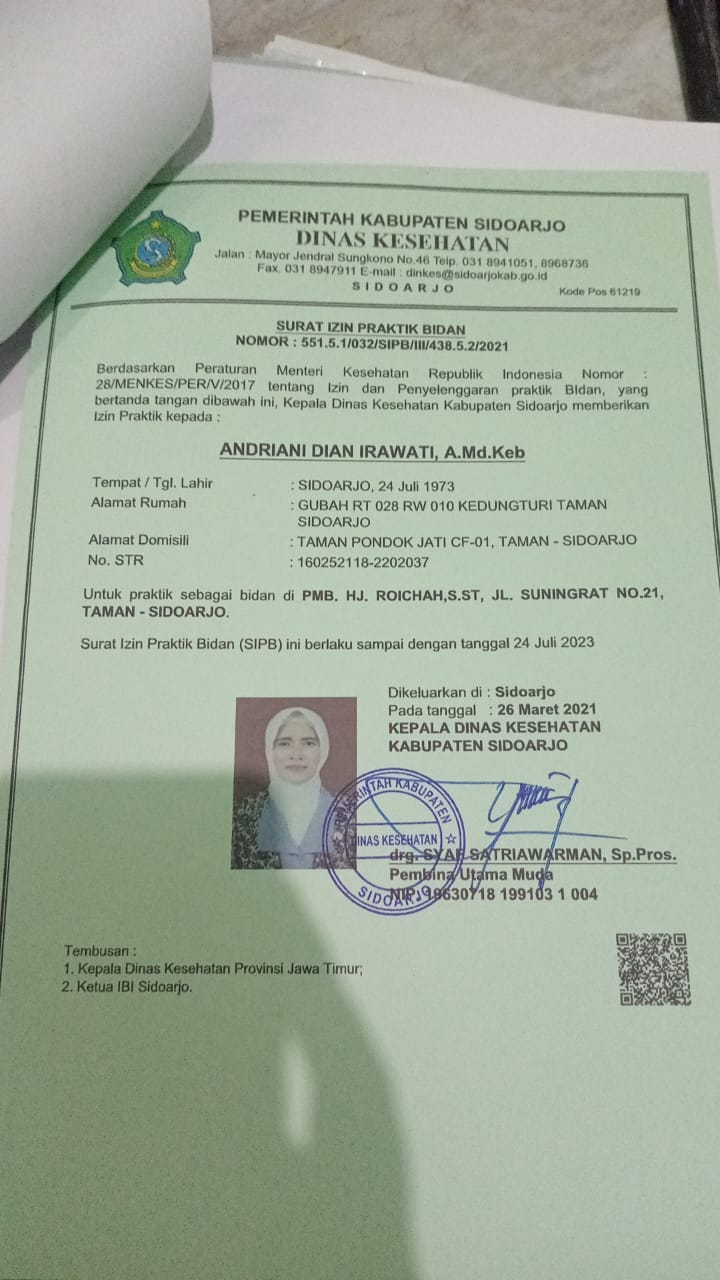 PEMERINTAH KABUPATEN SIDOARJO
DINAS KESEHATAN
Jalan : Mayor Jendral Sungkono No.46 Telp. 031 8941051, 8968736
Fax. 031 8947911 E-mail : dinkes@sidoarjokab.go.id
S I D O A R J O
Kode Pos 61219
SURAT IZIN PRAKTIK BIDAN
NOMOR : 551.5.1/032/SIPB/III/438.5.2/2021
Berdasarkan Peraturan Menteri Kesehatan Republik Indonesia Nomor :
28/MENKES/PER/V/2017 tentang Izin dan Penyelenggaran praktik BIdan, yang
bertanda tangan dibawah ini, Kepala Dinas Kesehatan Kabupaten Sidoarjo memberikan
Izin Praktik kepada :
ANDRIANI DIAN IRAWATI, A.Md.Keb
Tempat / Tgl. Lahir : SIDOARJO, 24 Juli 1973
Alamat Rumah : GUBAH RT 028 RW 010 KEDUNGTURI TAMAN
SIDOARJO
Alamat Domisili : TAMAN PONDOK JATI CF-01, TAMAN - SIDOARJO
No. STR : 160252118-2202037
Untuk praktik sebagai bidan di PMB. HJ. ROICHAH,S.ST, JL. SUNINGRAT NO.21,
TAMAN - SIDOARJO.
Surat Izin Praktik Bidan (SIPB) ini berlaku sampai dengan tanggal 24 Juli 2023
Dikeluarkan di : Sidoarjo
Pada tanggal : 26 Maret 2021
KEPALA DINAS KESEHATAN
KABUPATEN SIDOARJO
PEMERINTAH KABUPATEN
DINAS KESEHATAN
SIDOARJO
drg. SYAF SATRIAWARMAN, Sp.Pros.
Pembina Utama Muda
NIP. 19630718 199103 1 004
Tembusan :
1. Kepala Dinas Kesehatan Provinsi Jawa Timur;
2. Ketua IBI Sidoarjo.